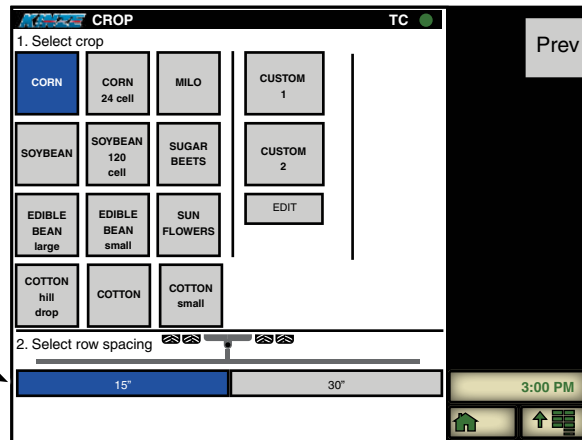 KINZE CROP TC
1. Select crop
CORN
CORN
24 cell
MILO
CUSTOM
1
SOYBEAN
SOYBEAN
120
cell
SUGAR
BEETS
CUSTOM
2
EDIBLE
BEAN
large
EDIBLE
BEAN
small
SUN
FLOWERS
EDIT
COTTON
hill
drop
COTTON
COTTON
small
2. Select row spacing
15"
30"
Prev
3:00 PM